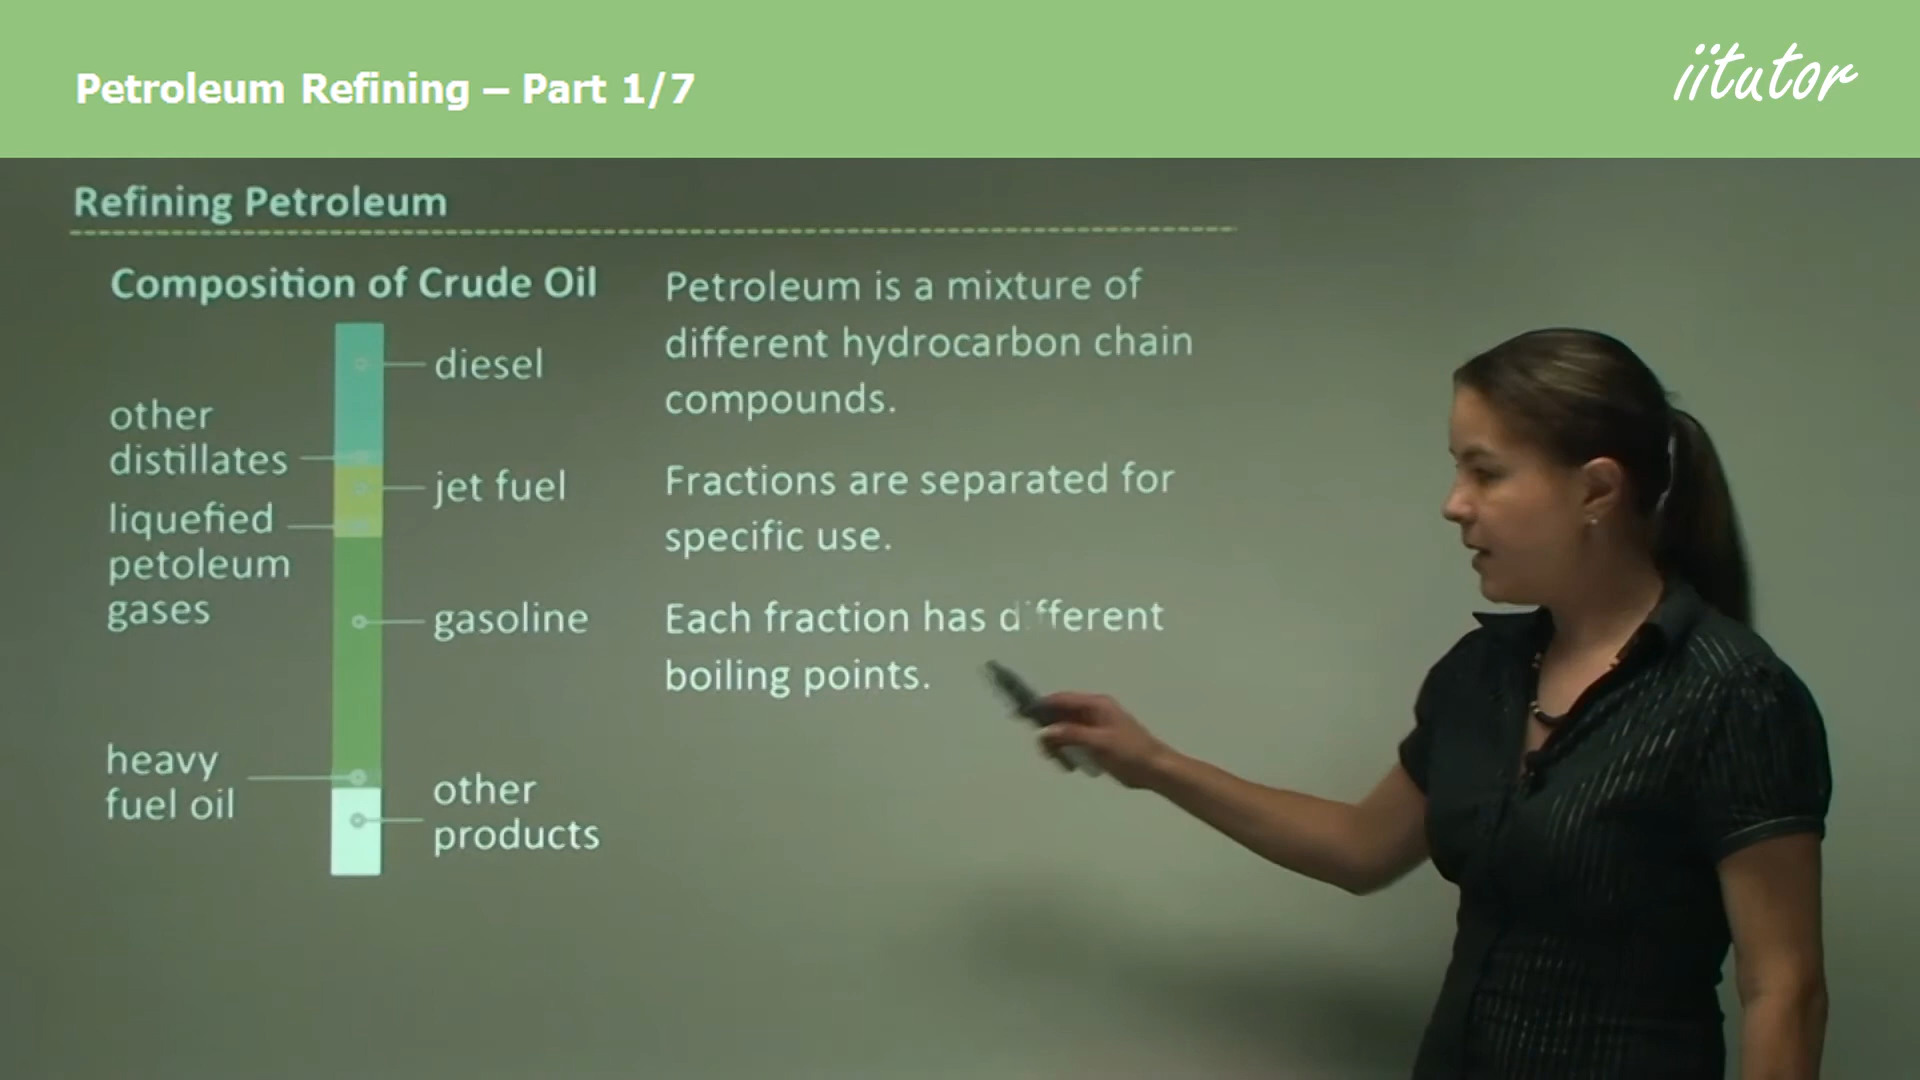 Petroleum Refining – Part 1/7
iitutor
Refining Petroleum
Composition of Crude Oil
diesel
other
distillates
jet fuel
liquefied
petoleum
gases
gasoline
heavy
fuel oil
other
products
Petroleum is a mixture of
different hydrocarbon chain
compounds.
Fractions are separated for
specific use.
Each fraction has different
boiling points.